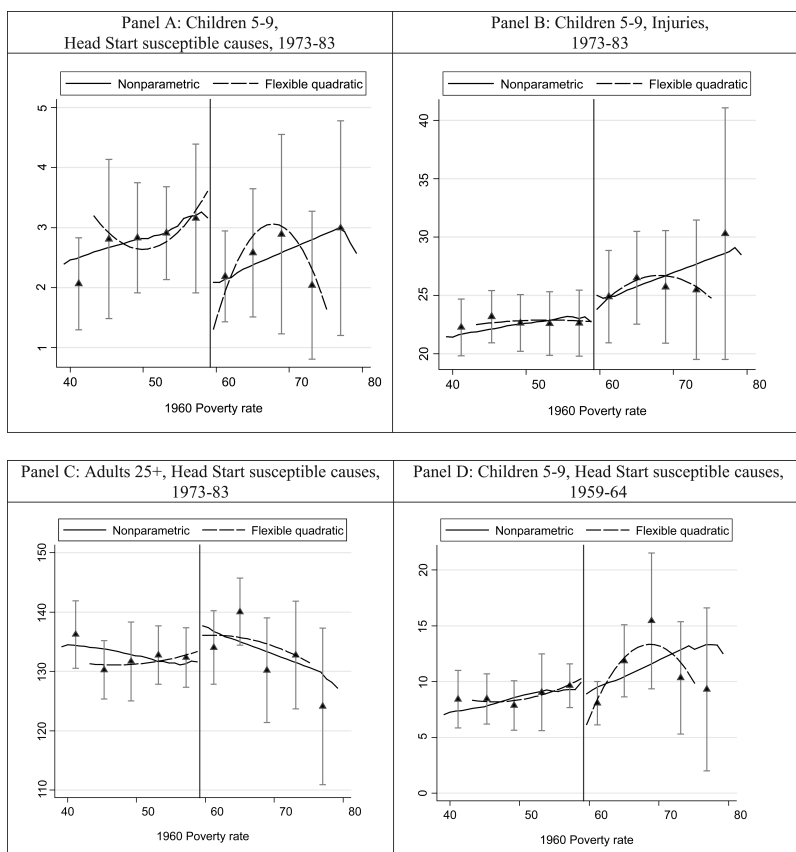 Panel A: Children 5-9,
Head Start susceptible causes, 1973-83
Nonparametric Flexible quadratic
5
4
3
2
1
40 50 60 70 80
1960 Poverty rate
Panel B: Children 5-9, Injuries,
1973-83
Nonparametric Flexible quadratic
40
35
30
25
20
40 50 60 70 80
1960 Poverty rate
Panel C: Adults 25+, Head Start susceptible causes,
1973-83
Nonparametric Flexible quadratic
150
140
130
120
110
40 50 60 70 80
1960 Poverty rate
Panel D: Children 5-9, Head Start susceptible causes,
1959-64
Nonparametric Flexible quadratic
20
15
10
5
0
40 50 60 70 80
1960 Poverty rate